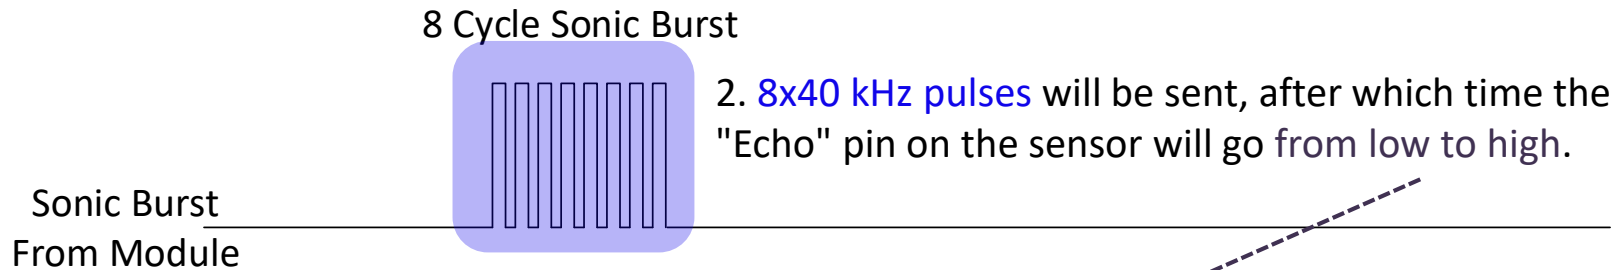 8 Cycle Sonic Burst
2. 8x40 kHz pulses will be sent, after which time the
"Echo" pin on the sensor will go from low to high.
Sonic Burst
From Module